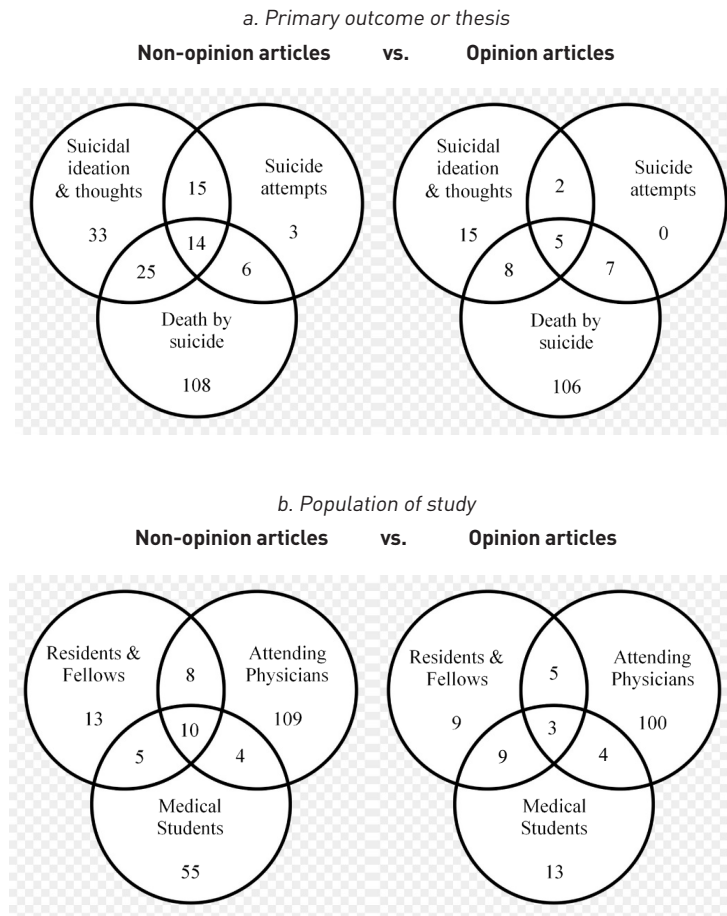 a. Primary outcome or thesis
Non-opinion articles vs. Opinion articles
Suicidal
ideation
& thoughts
33
15
Suicide
attempts
3
14
25
6
Death by
suicide
108
Suicidal
ideation
& thoughts
15
2
Suicide
attempts
0
5
8
7
Death by
suicide
106
b. Population of study
Non-opinion articles vs. Opinion articles
Residents &
Fellows
13
8
Attending
Physicians
109
10
5
4
Medical
Students
55
Residents &
Fellows
9
5
Attending
Physicians
100
3
9
4
Medical
Students
13